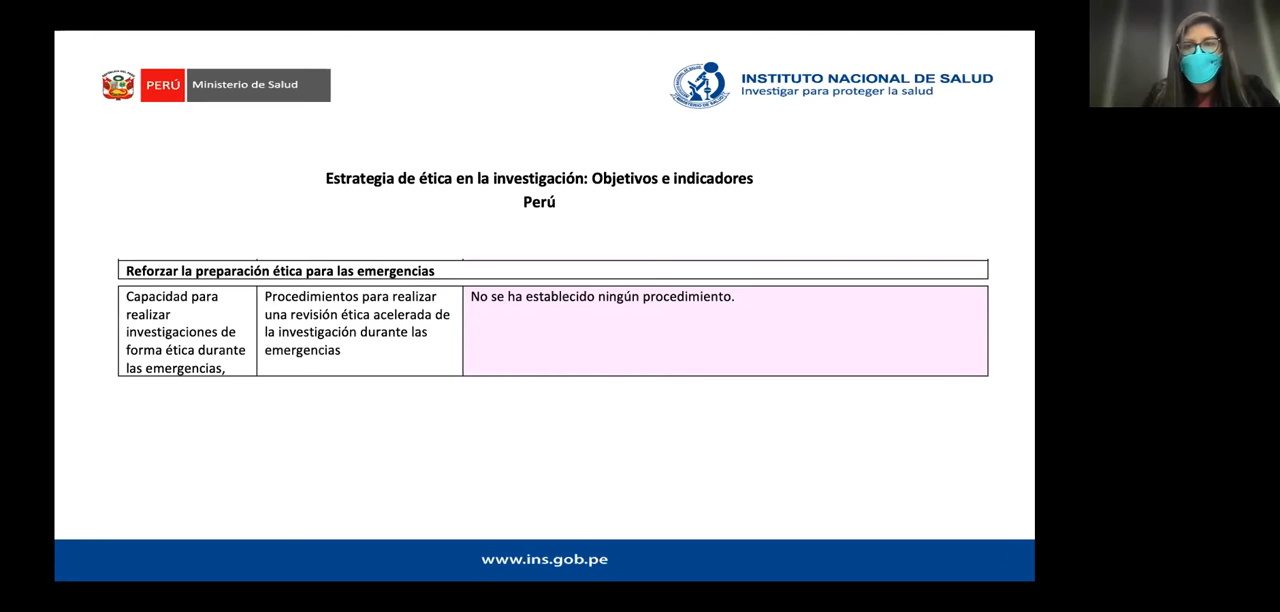 PERÚ Ministerio de Salud
INSTITUTO NACIONAL DE SALUD
Investigar para proteger la salud
Estrategia de ética en la investigación: Objetivos e indicadores
Perú
Reforzar la preparación ética para las emergencias
Capacidad para
realizar
investigaciones de
forma ética durante
las emergencias,
Procedimientos para realizar
una revisión ética acelerada de
la investigación durante las
emergencias
No se ha establecido ningún procedimiento.
www.ins.gob.pe